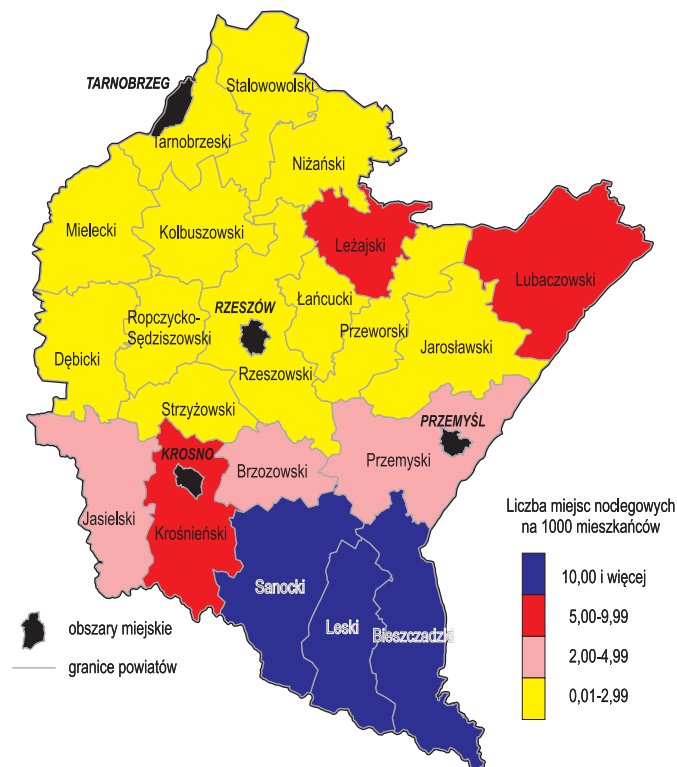 TARNOBRZEG
Stalowowolski
Tarnobrzeski
Niżański
Mielecki
Kolbuszowski
Leżajski
Lubaczowski
Ropczycko-
Sędziszowski
RZESZÓW
Łańcucki
Przeworski
Jarosławski
Dębicki
Rzeszowski
Strzyżowski
PRZEMYŚL
KROSNO
Brzozowski
Przemyski
Jasielski
Krośnieński
Sanocki
Leski
Bieszczadzki
Liczba miejsc noclegowych
na 1000 mieszkańców
10,00 i więcej
5,00-9,99
2,00-4,99
0,01-2,99
obszary miejskie
granice powiatów